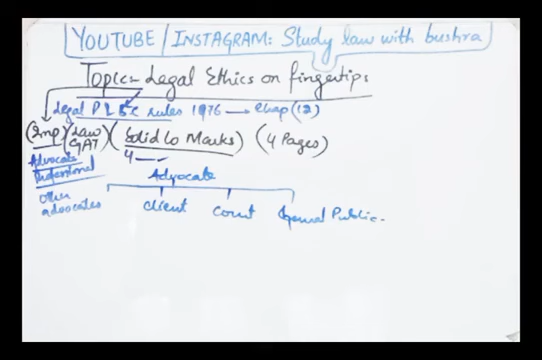 YOUTUBE / INSTAGRAM: Study law with bushra
Topic:- Legal Ethics on fingertips
Legal P L & BC rules 1976 → Chap (12)
(Imp) (Law GAT) (Solid 10 Marks) (4 Pages)
4 —
Advocate
Professional
Other
advocates
Advocate
client Court General Public.